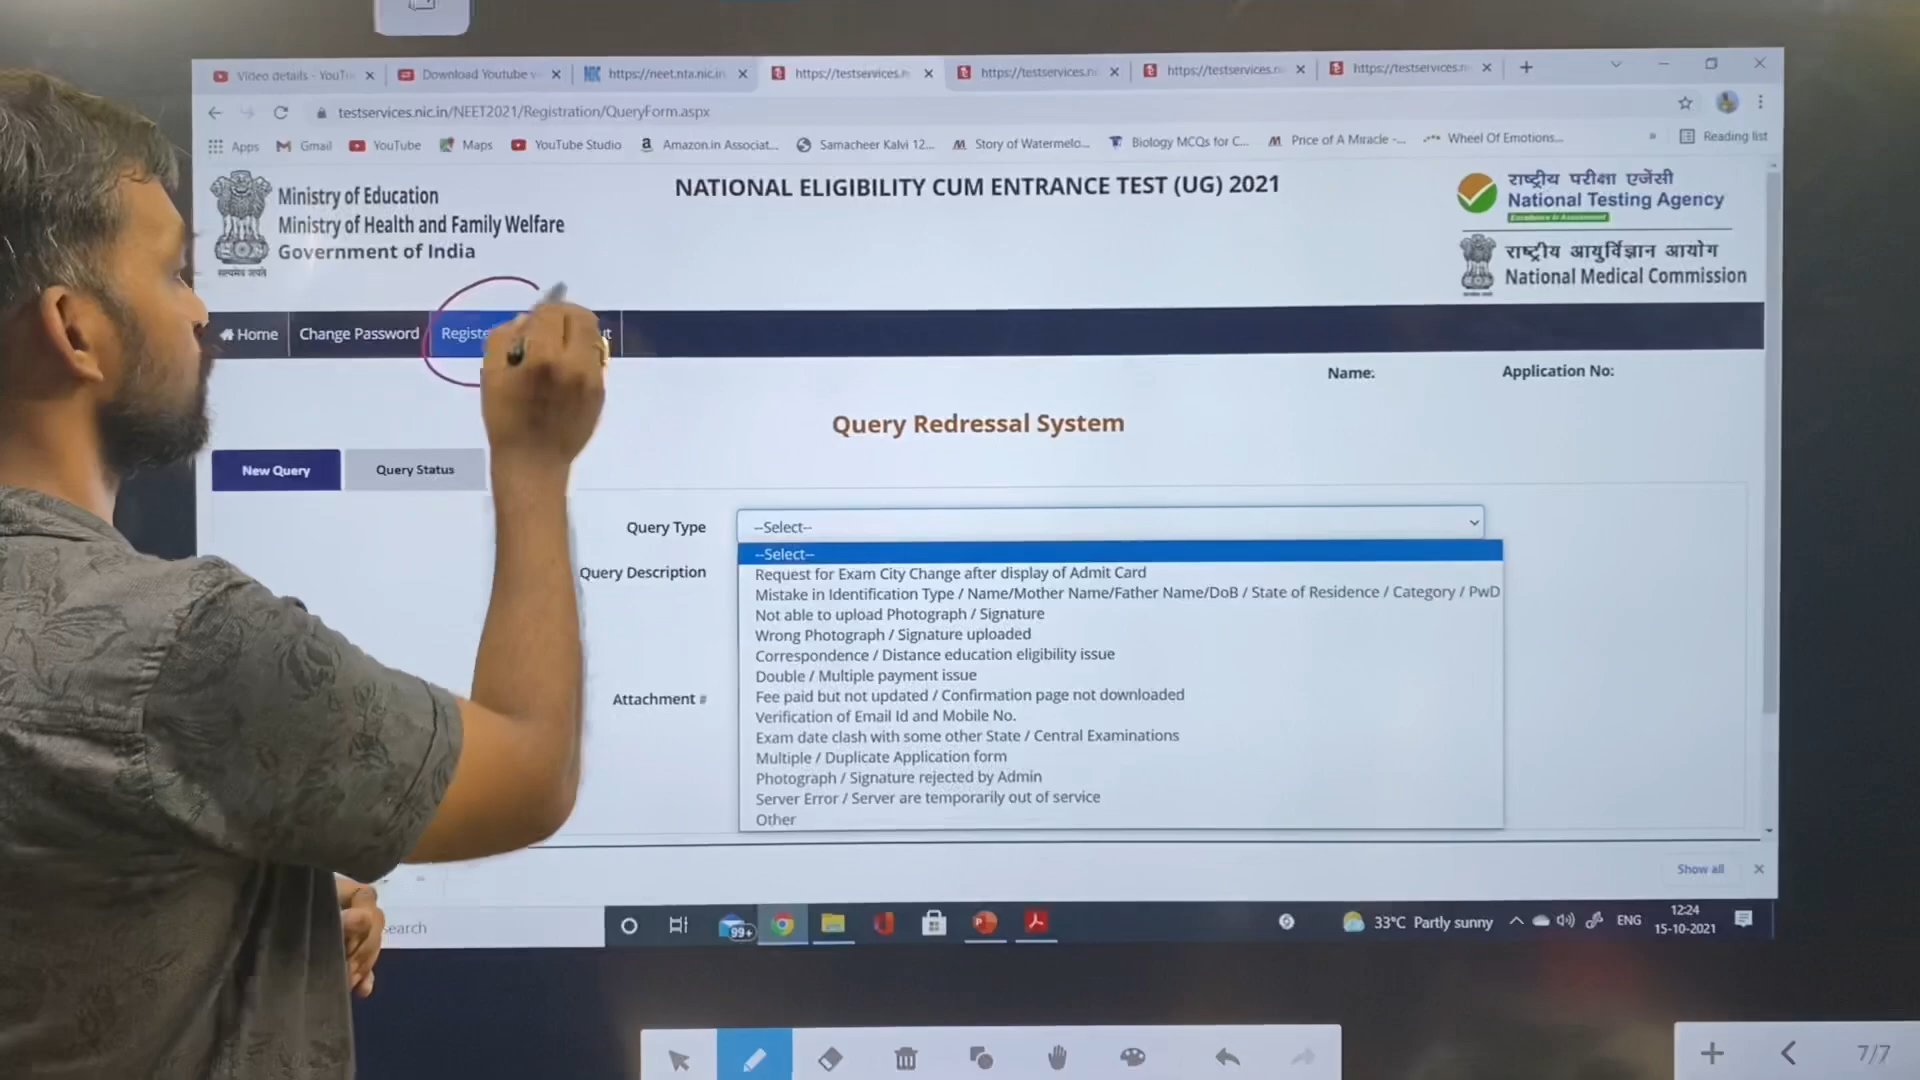 Video details - YouTu
Download Youtube v
https://neet.nta.nic.in
https://testservices.n
https://testservices.n
https://testservices.n
https://testservices.n
testservices.nic.in/NEET2021/Registration/QueryForm.aspx
Apps
Gmail
YouTube
Maps
YouTube Studio
Amazon.in Associat...
Samacheer Kalvi 12...
Story of Watermelo...
Biology MCQs for C...
Price of A Miracle -...
Wheel Of Emotions...
»
Reading list
Ministry of Education
Ministry of Health and Family Welfare
Government of India
सत्यमेव जयते
NATIONAL ELIGIBILITY CUM ENTRANCE TEST (UG) 2021
राष्ट्रीय परीक्षा एजेंसी
National Testing Agency
Excellence in Assessment
राष्ट्रीय आयुर्विज्ञान आयोग
National Medical Commission
Home
Change Password
Registe
ut
Name:
Application No:
Query Redressal System
New Query
Query Status
Query Type
--Select--
--Select--
Query Description
Request for Exam City Change after display of Admit Card
Mistake in Identification Type / Name/Mother Name/Father Name/DoB / State of Residence / Category / PwD
Not able to upload Photograph / Signature
Wrong Photograph / Signature uploaded
Correspondence / Distance education eligibility issue
Double / Multiple payment issue
Attachment #
Fee paid but not updated / Confirmation page not downloaded
Verification of Email Id and Mobile No.
Exam date clash with some other State / Central Examinations
Multiple / Duplicate Application form
Photograph / Signature rejected by Admin
Server Error / Server are temporarily out of service
Other
Show all
search
99+
33°C Partly sunny
ENG
12:24
15-10-2021
7/7